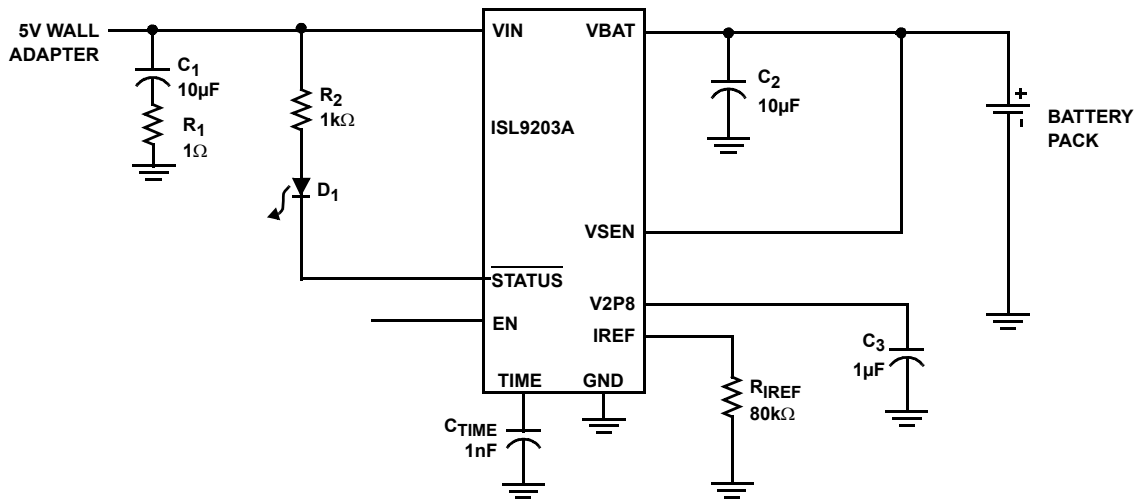 5V WALL
ADAPTER
C1
10µF
R1
1Ω
R2
1kΩ
D1
VIN
VBAT
ISL9203A
C2
10µF
+
-
BATTERY
PACK
VSEN
STATUS
V2P8
EN
IREF
C3
1µF
TIME
GND
RIREF
80kΩ
CTIME
1nF